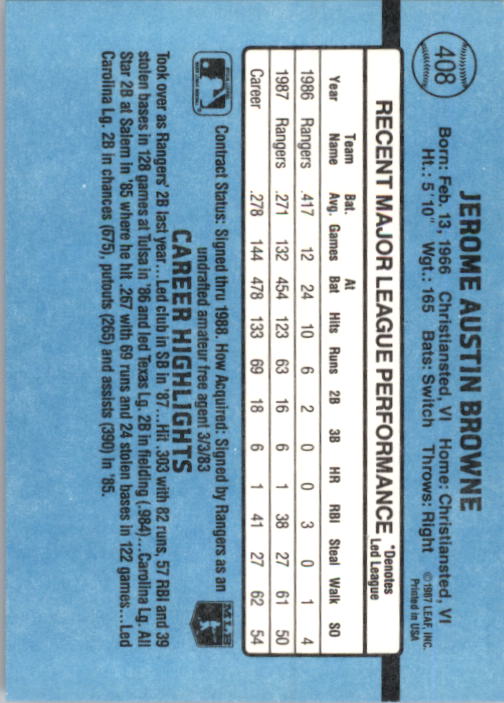 408
JEROME AUSTIN BROWNE
Born: Feb. 13, 1966 Christiansted, VI Home: Christiansted, VI
Ht.: 5'10" Wgt.: 165 Bats: Switch Throws: Right
©1987 LEAF, INC.
Printed in USA
RECENT MAJOR LEAGUE PERFORMANCE
*Denotes
Led League
Year Team Name Bat. Avg. Games At Bat Hits Runs 2B 3B HR RBI Steal Walk SO
1986 Rangers .417 12 24 10 6 2 0 0 3 0 1 4
1987 Rangers .271 132 454 123 63 16 6 1 38 27 61 50
Career .278 144 478 133 69 18 6 1 41 27 62 54
Contract Status: Signed thru 1988. How Acquired: Signed by Rangers as an
undrafted amateur free agent 3/3/83
MLB
CAREER HIGHLIGHTS
Took over as Rangers' 2B last year...Led club in SB in '87...Hit .303 with 82 runs, 57 RBI and 39
stolen bases in 128 games at Tulsa in '86 and led Texas Lg. 2B in fielding (.984)...Carolina Lg. All
Star 2B at Salem in '85 where he hit .267 with 69 runs and 24 stolen bases in 122 games...Led
Carolina Lg. 2B in chances (675), putouts (265) and assists (390) in '85.